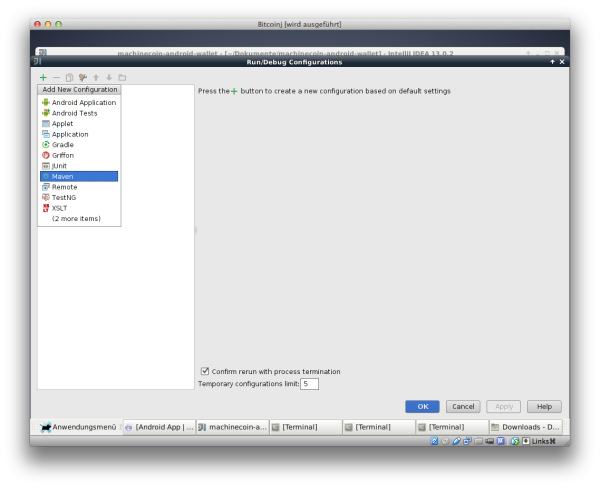 Bitcoinj [wird ausgeführt]
machinecoin-android-wallet - [~/Dokumente/machinecoin-android-wallet] - IntelliJ IDEA 13.0.2
Run/Debug Configurations
Add New Configuration
Press the + button to create a new configuration based on default settings
Android Application
Android Tests
Applet
Application
Gradle
Griffon
JUnit
Maven
Remote
TestNG
XSLT
(2 more items)
Confirm rerun with process termination
Temporary configurations limit: 5
OK Cancel Apply Help
Anwendungsmenü [Android App | ... machinecoin-a... [Terminal] [Terminal] [Terminal] Downloads - D...
Links⌘